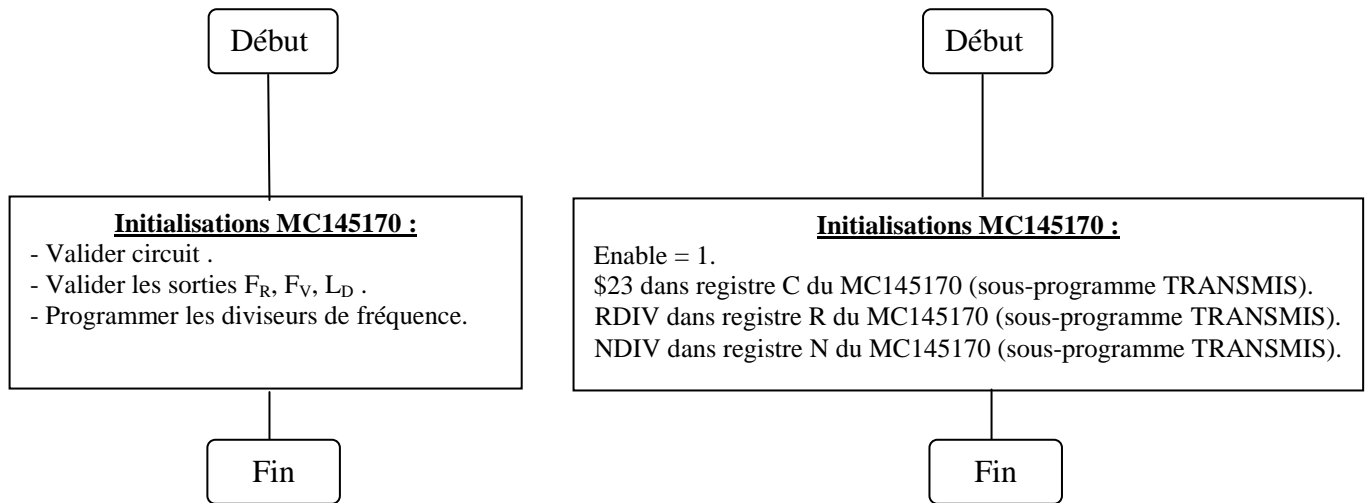 Début
Initialisations MC145170 :
- Valider circuit .
- Valider les sorties FR, FV, LD .
- Programmer les diviseurs de fréquence.
Fin
Début
Initialisations MC145170 :
Enable = 1.
$23 dans registre C du MC145170 (sous-programme TRANSMIS).
RDIV dans registre R du MC145170 (sous-programme TRANSMIS).
NDIV dans registre N du MC145170 (sous-programme TRANSMIS).
Fin